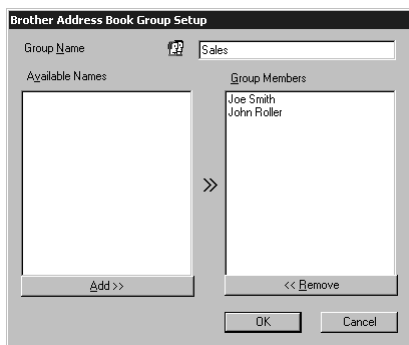 Brother Address Book Group Setup
Group Name
Sales
Available Names
Group Members
Joe Smith
John Roller
Add >>
<< Remove
OK
Cancel